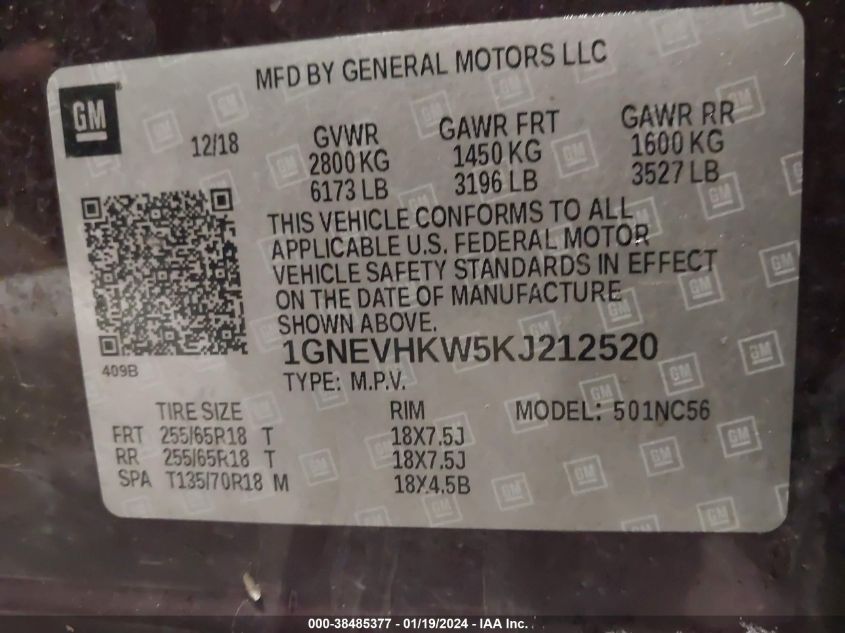 MFD BY GENERAL MOTORS LLC
GM
12/18
GVWR
2800 KG
6173 LB
GAWR FRT
1450 KG
3196 LB
GAWR RR
1600 KG
3527 LB
THIS VEHICLE CONFORMS TO ALL
APPLICABLE U.S. FEDERAL MOTOR
VEHICLE SAFETY STANDARDS IN EFFECT
ON THE DATE OF MANUFACTURE
SHOWN ABOVE.
409B
1GNEVHKW5KJ212520
TYPE: M.P.V.
TIRE SIZE RIM MODEL: 501NC56
FRT 255/65R18 T 18X7.5J
RR 255/65R18 T 18X7.5J
SPA T135/70R18 M 18X4.5B
000-38485377 - 01/19/2024 - IAA Inc.